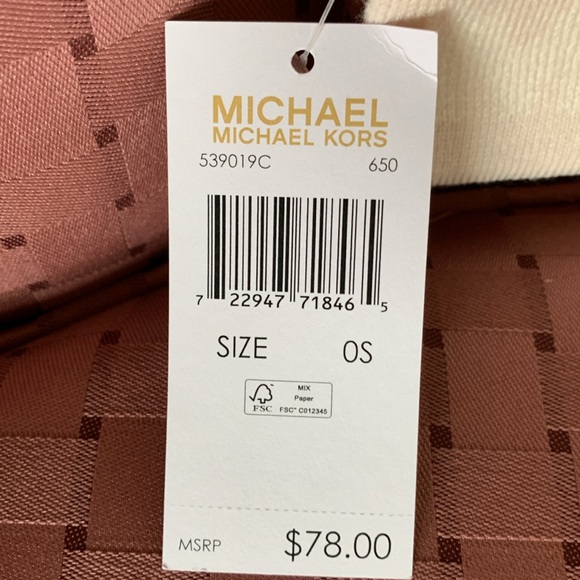 MICHAEL
MICHAEL KORS
539019C 650
7 22947 71846 5
SIZE OS
MIX
Paper
FSC FSC® C012345
MSRP $78.00